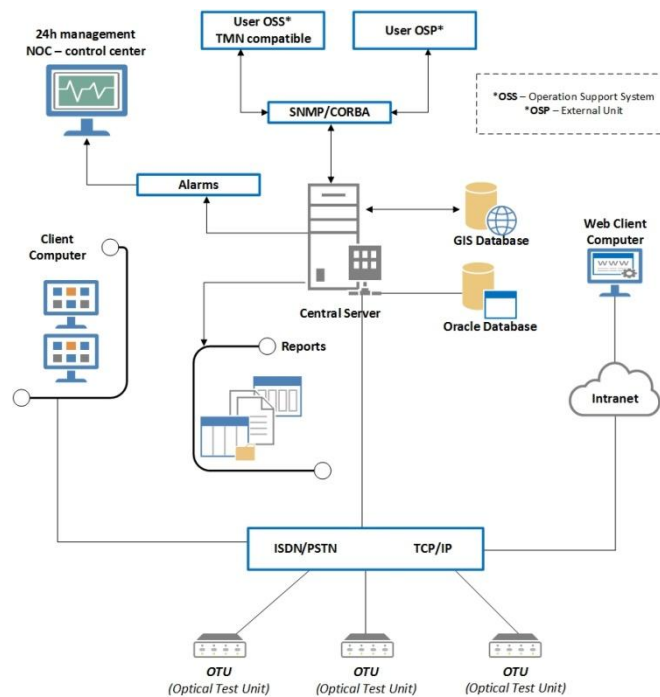 User OSS*
TMN compatible
User OSP*
24h management
NOC – control center
*OSS – Operation Support System
*OSP – External Unit
SNMP/CORBA
Alarms
Client
Computer
GIS Database
Web Client
Computer
www
Central Server
Oracle Database
Reports
Intranet
ISDN/PSTN
TCP/IP
OTU
(Optical Test Unit)
OTU
(Optical Test Unit)
OTU
(Optical Test Unit)